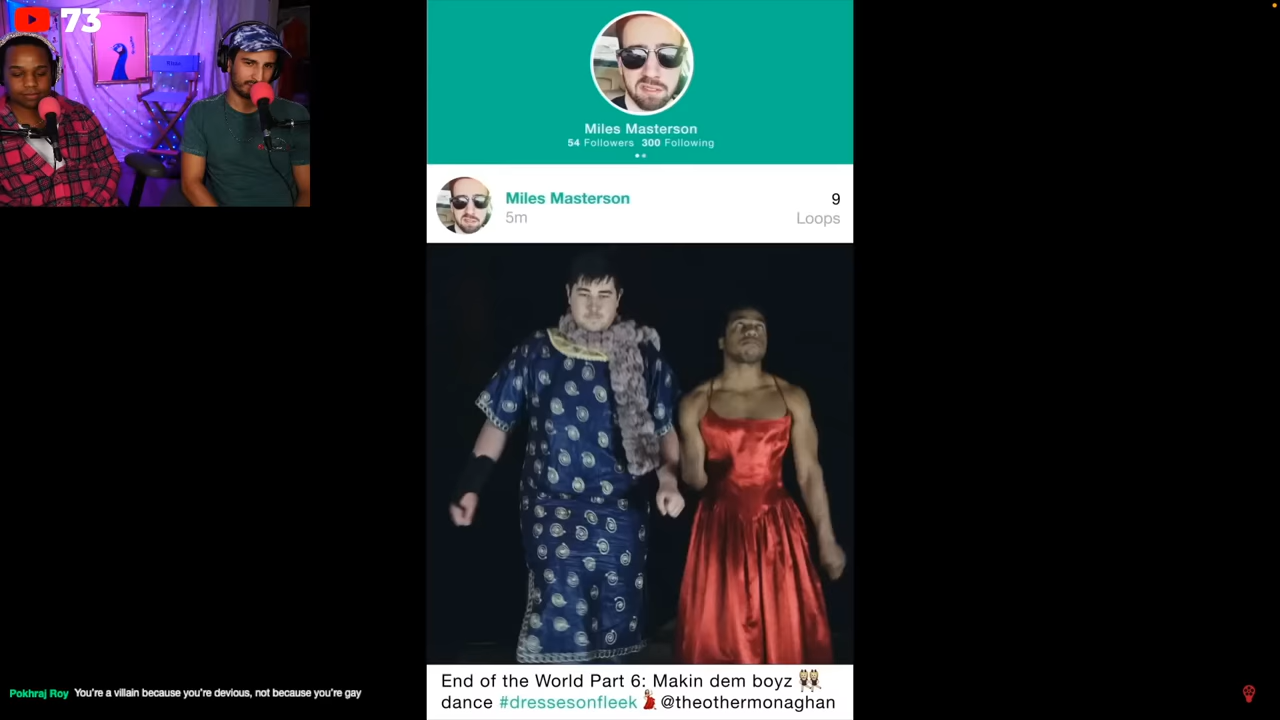 73
Miles Masterson
54 Followers 300 Following
Miles Masterson
5m
9
Loops
End of the World Part 6: Makin dem boyz 👯
dance #dressesonfleek 💃 @theothermonaghan
Pokhraj Roy You're a villain because you're devious, not because you're gay